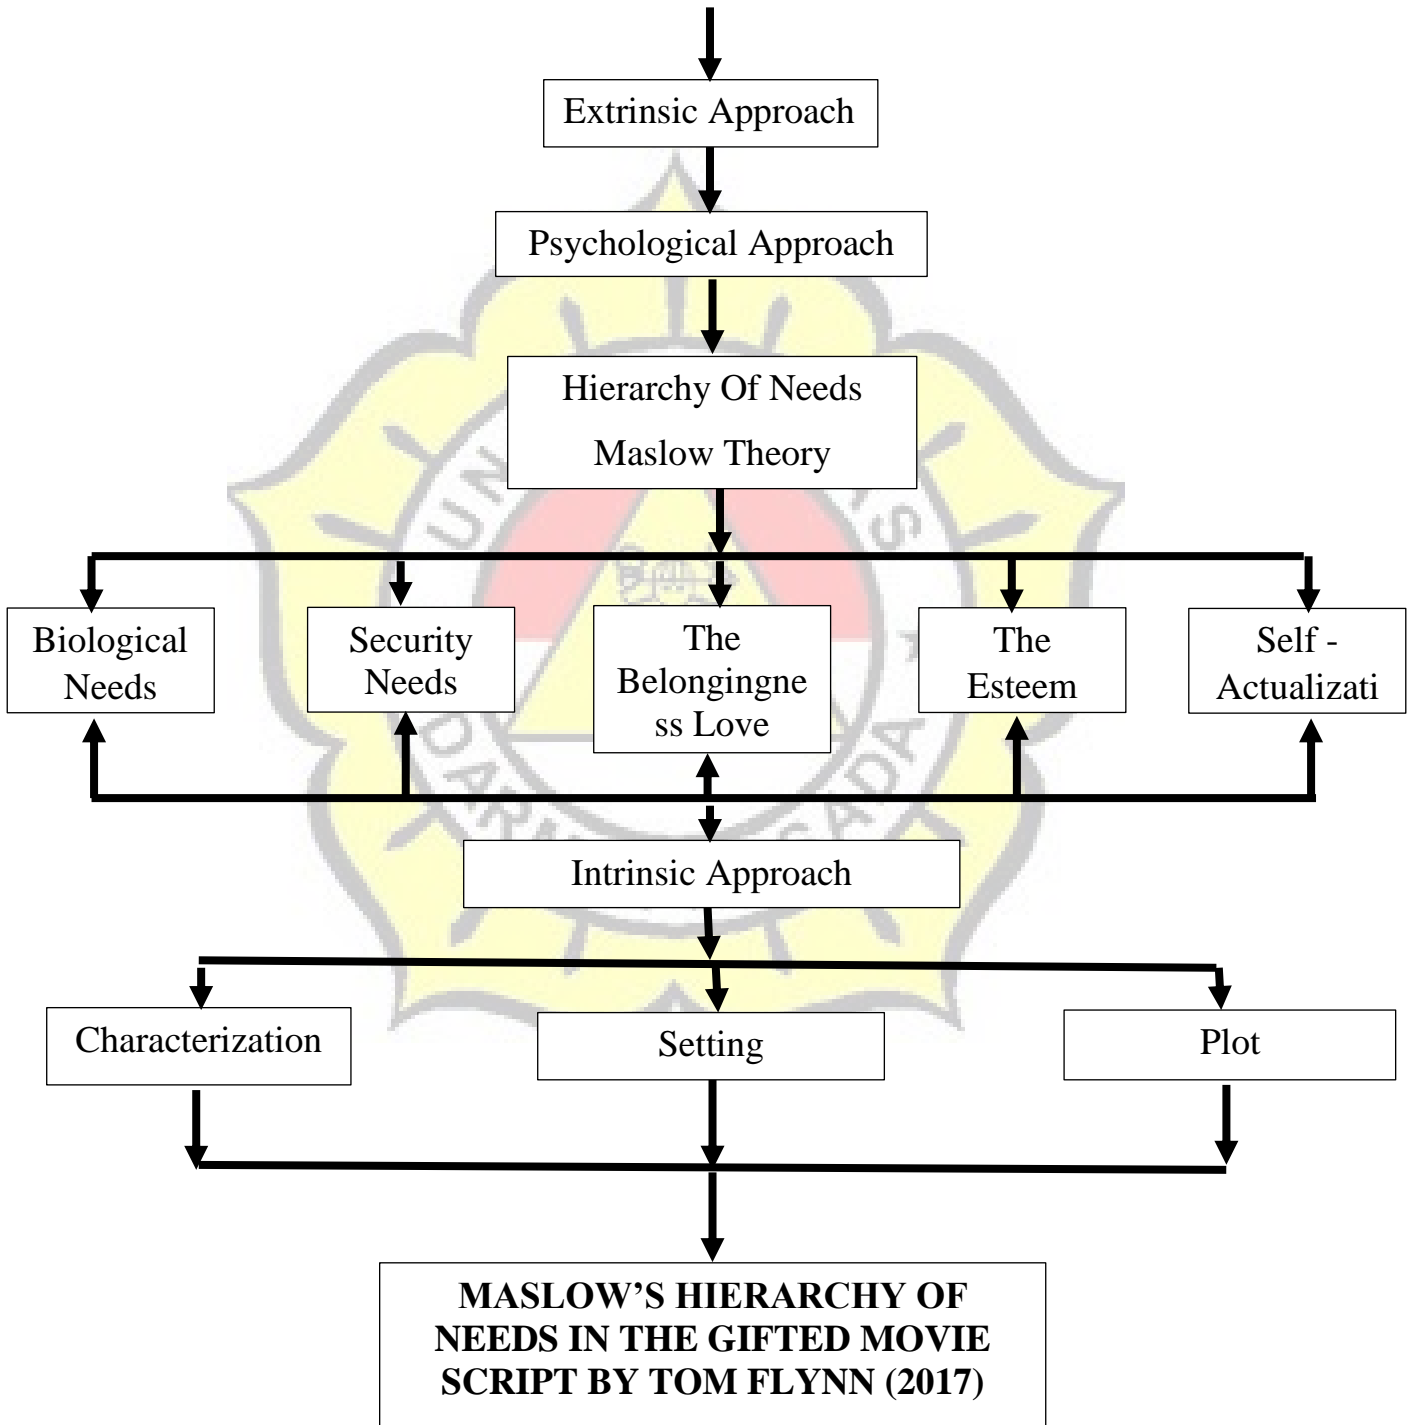 Extrinsic Approach
Psychological Approach
Hierarchy Of Needs
Maslow Theory
Biological
Needs
Security
Needs
The
Belongingne
ss Love
The
Esteem
Self -
Actualizati
DARMA
Intrinsic Approach
Characterization
Setting
Plot
MASLOW’S HIERARCHY OF
NEEDS IN THE GIFTED MOVIE
SCRIPT BY TOM FLYNN (2017)